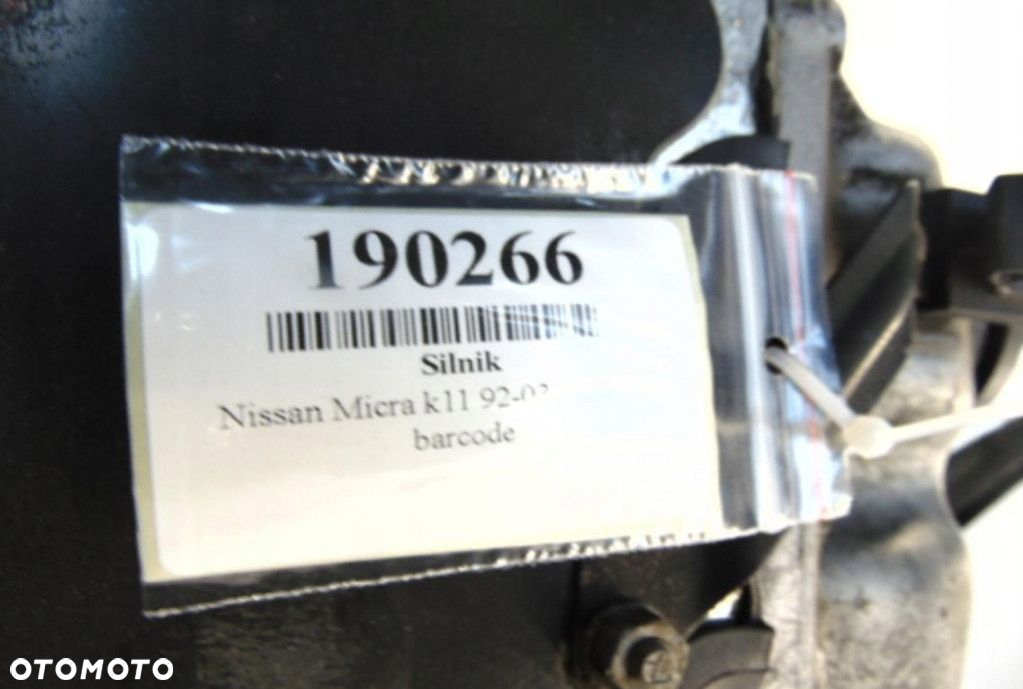 190266
Silnik
Nissan Micra k11 92-0
barcode
OTOMOTO